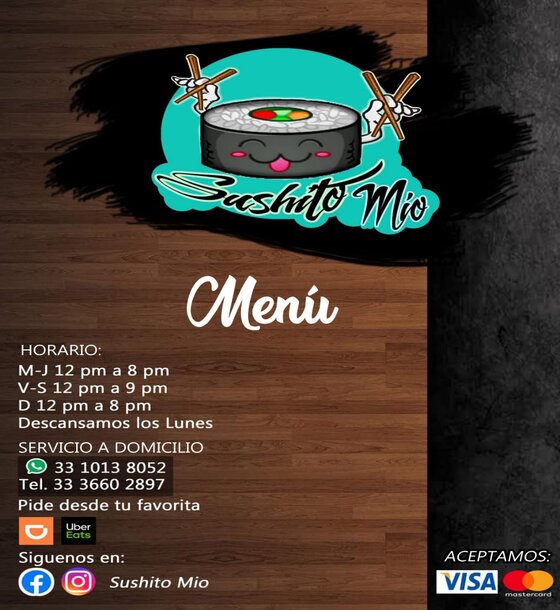 Sushito Mio
Menú
HORARIO:
M-J 12 pm a 8 pm
V-S 12 pm a 9 pm
D 12 pm a 8 pm
Descansamos los Lunes
SERVICIO A DOMICILIO
33 1013 8052
Tel. 33 3660 2897
Pide desde tu favorita
Uber
Eats
Siguenos en:
Sushito Mio
ACEPTAMOS:
VISA
mastercard